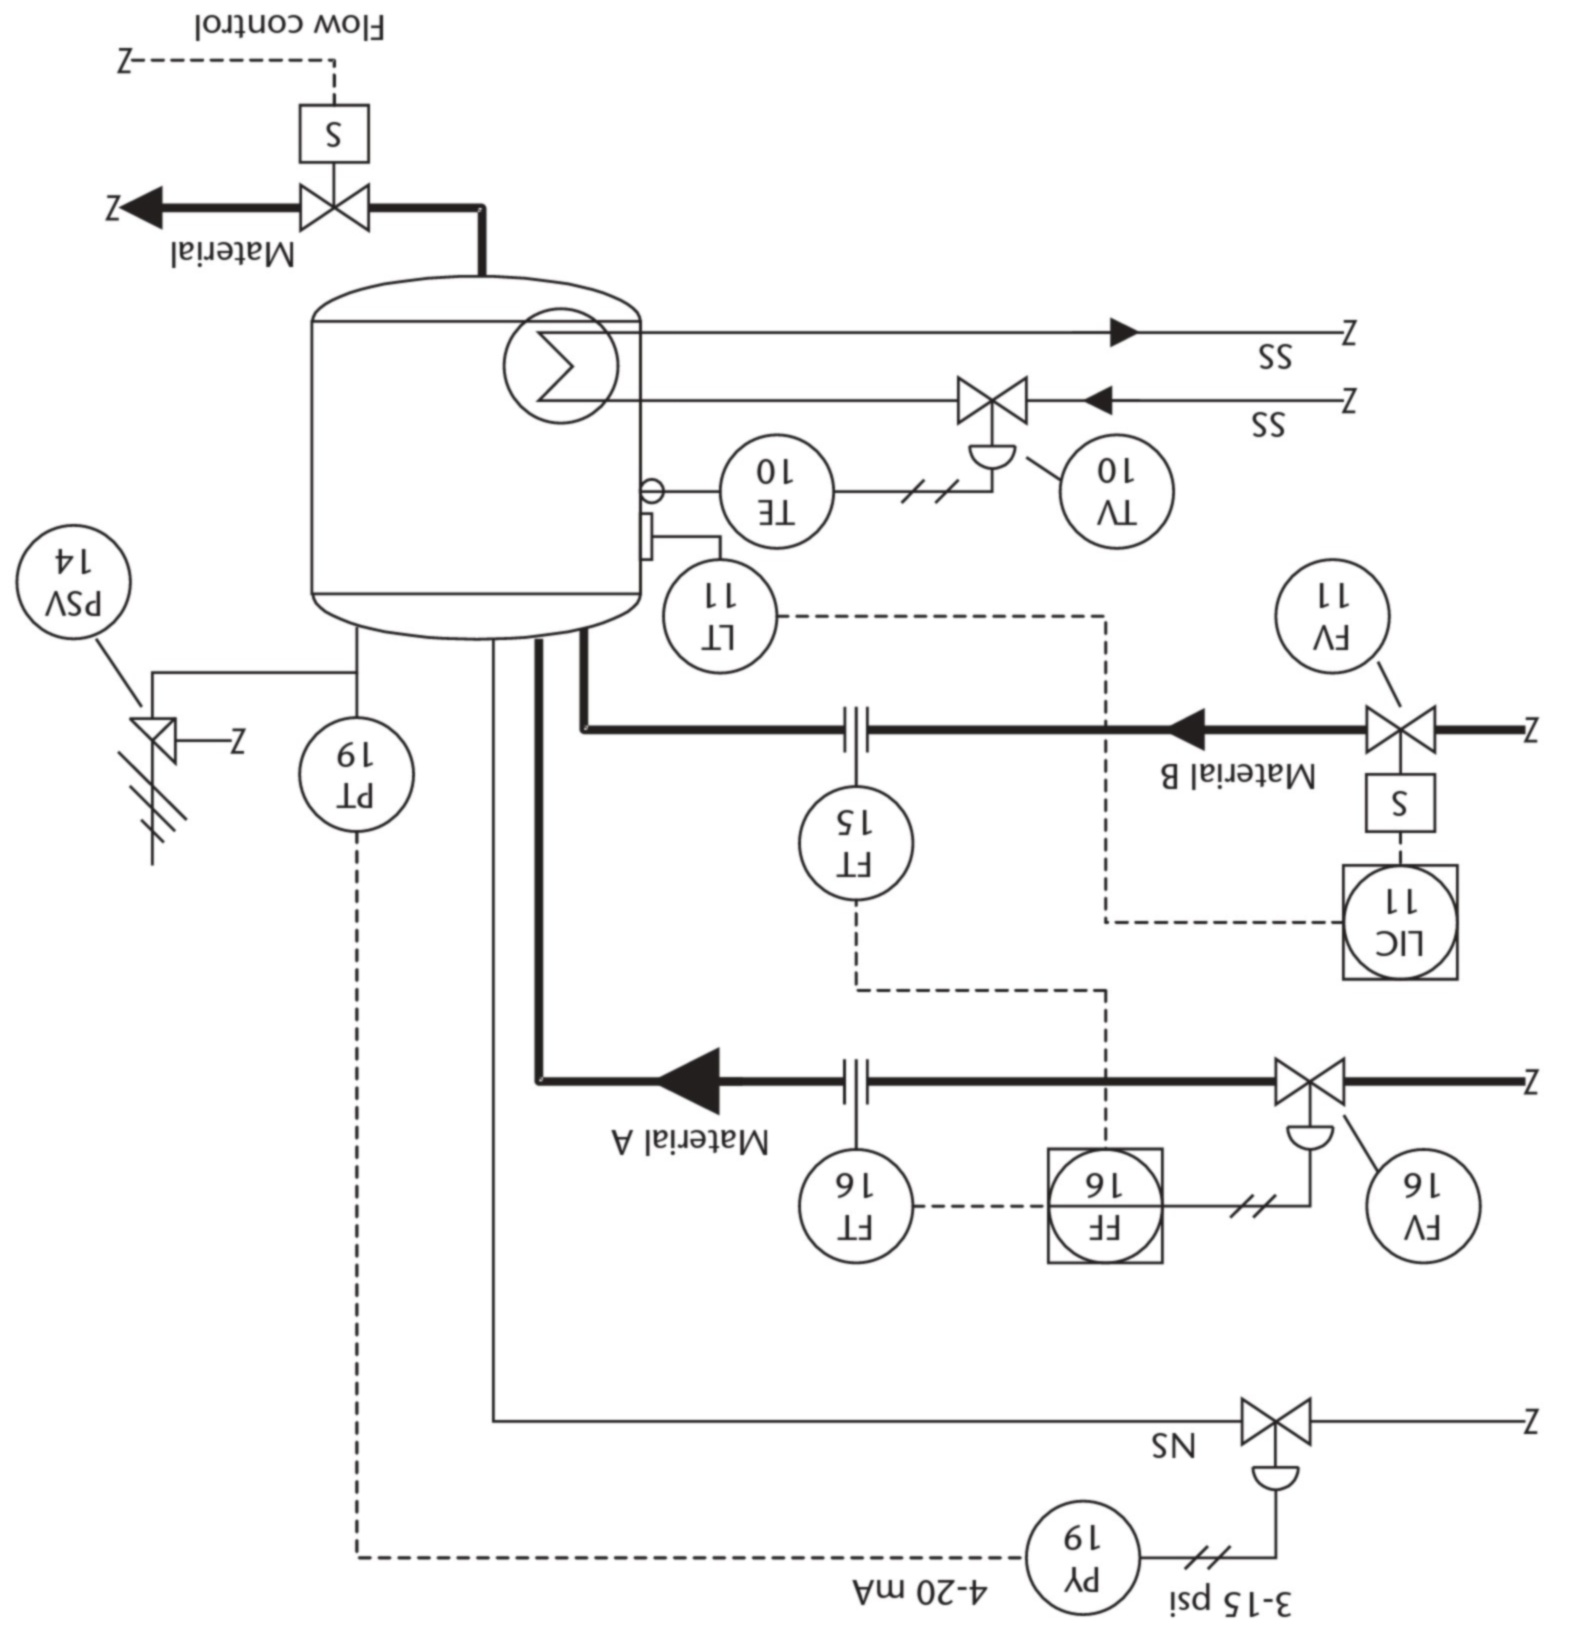 3-15 psi
4-20 mA
PY
19
NS
Z
FV
16
FF
16
FT
16
Material A
Z
LIC
11
FT
15
S
Material B
PT
19
Z
Z
FV
11
LT
11
PSV
14
TV
10
TE
10
SS
Z
SS
Z
Material
Z
S
Z
Flow control